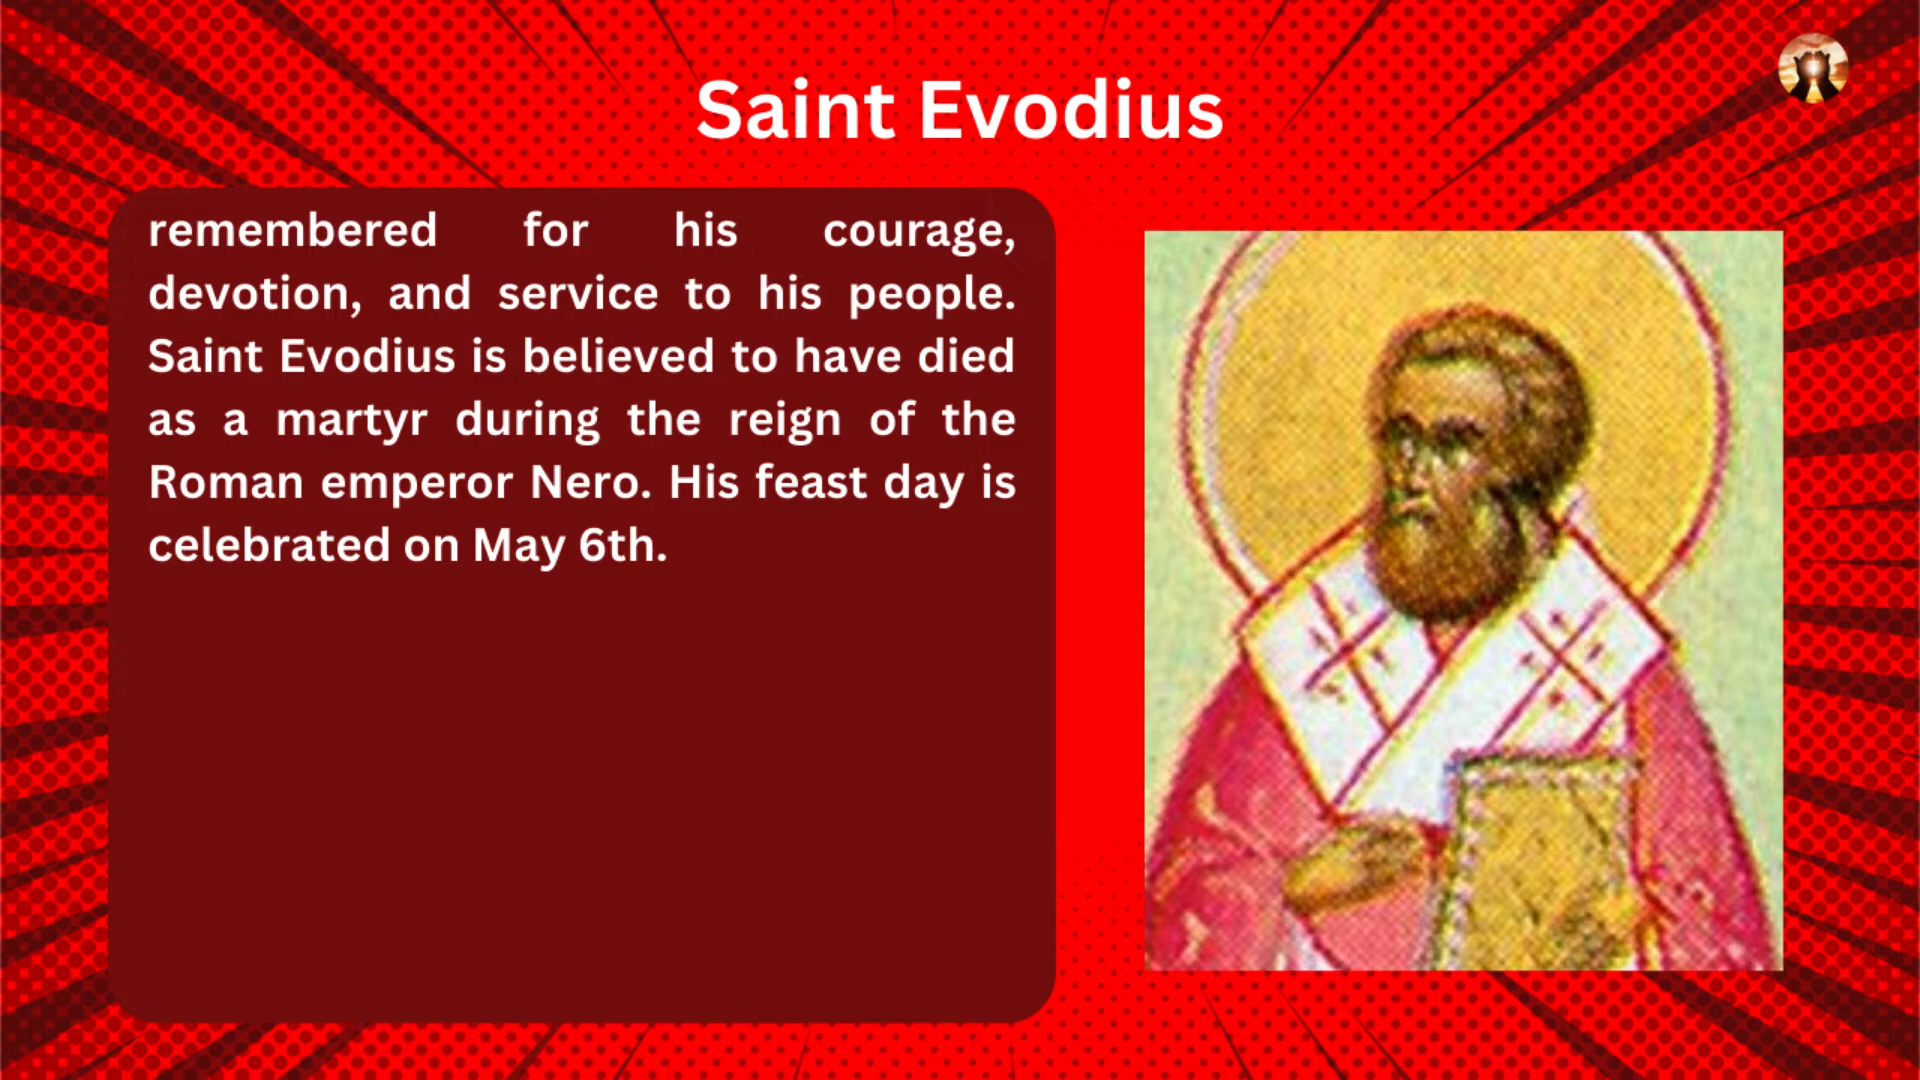 Saint Evodius
remembered for his courage,
devotion, and service to his people.
Saint Evodius is believed to have died
as a martyr during the reign of the
Roman emperor Nero. His feast day is
celebrated on May 6th.